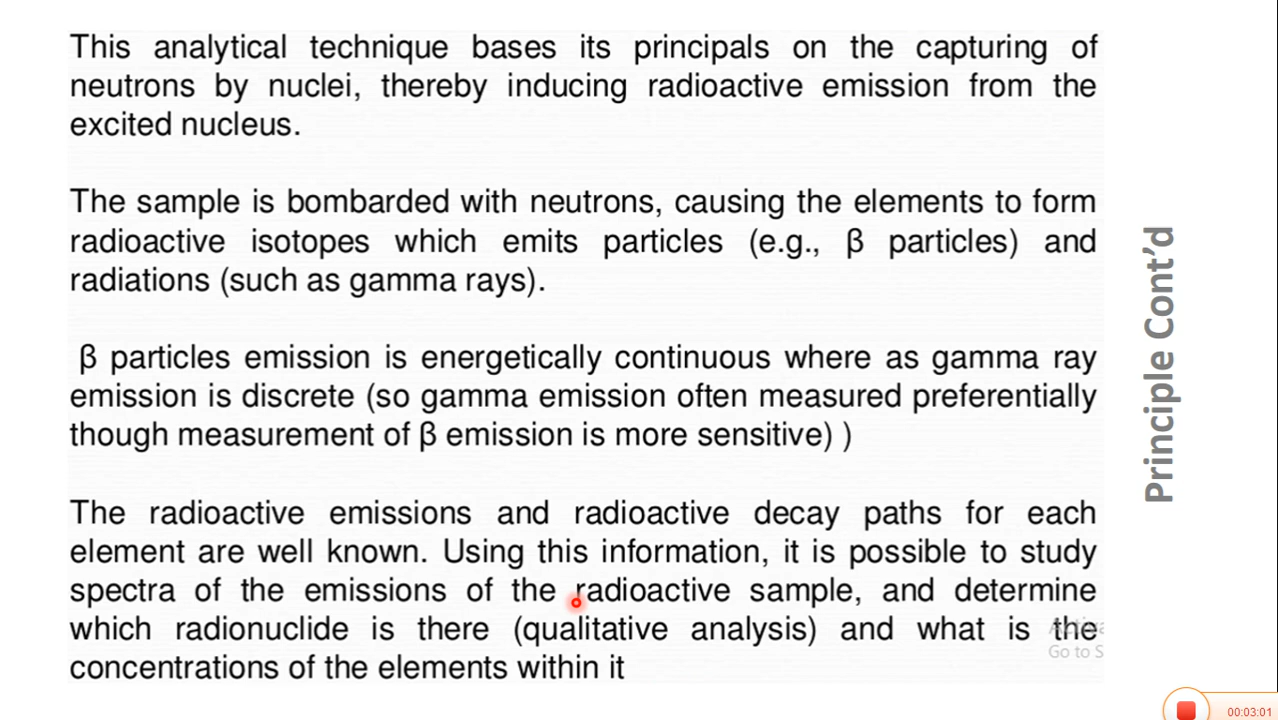 This analytical technique bases its principals on the capturing of
neutrons by nuclei, thereby inducing radioactive emission from the
excited nucleus.
The sample is bombarded with neutrons, causing the elements to form
radioactive isotopes which emits particles (e.g., β particles) and
radiations (such as gamma rays).
β particles emission is energetically continuous where as gamma ray
emission is discrete (so gamma emission often measured preferentially
though measurement of β emission is more sensitive) )
The radioactive emissions and radioactive decay paths for each
element are well known. Using this information, it is possible to study
spectra of the emissions of the radioactive sample, and determine
which radionuclide is there (qualitative analysis) and what is the
concentrations of the elements within it
Principle Cont'd
Go to S
00:03:01